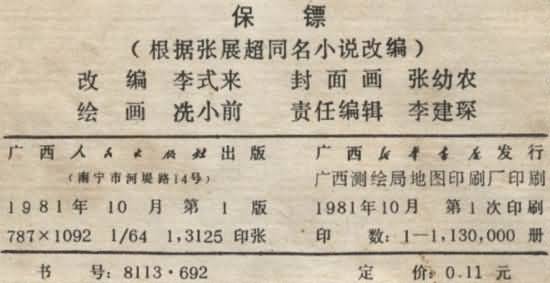 保 镖
（根据张展超同名小说改编）
改 编 李式来 封 面 画 张幼农
绘 画 冼小前 责任编辑 李建琛
广 西 人 民 出 版 社 出 版 广 西 新 华 书 店 发 行
（南宁市河堤路14号） 广西测绘局地图印刷厂印刷
1981年 10 月 第 1 版 1981年10月 第1次印刷
787×1092 1/64 1,3125 印张 印 数：1—1,130,000 册
书 号：8113·692 定 价：0.11 元